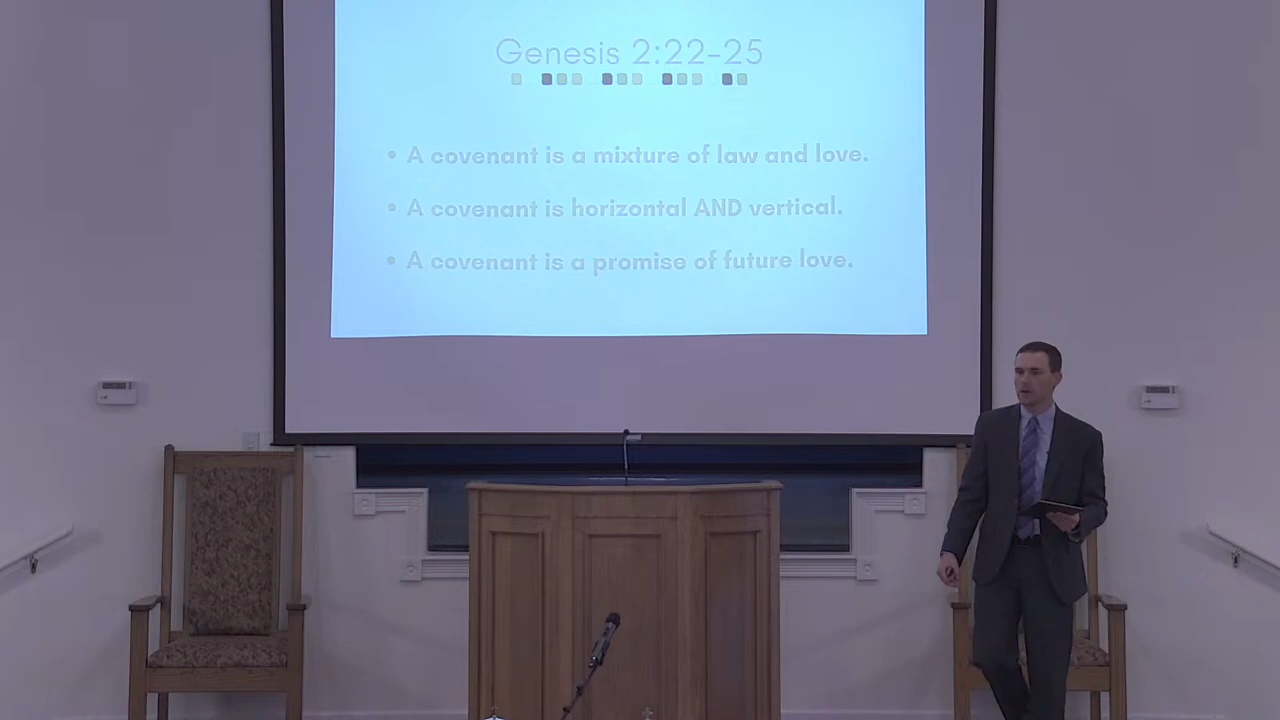 Genesis 2:22-25
• A covenant is a mixture of law and love.
• A covenant is horizontal AND vertical.
• A covenant is a promise of future love.